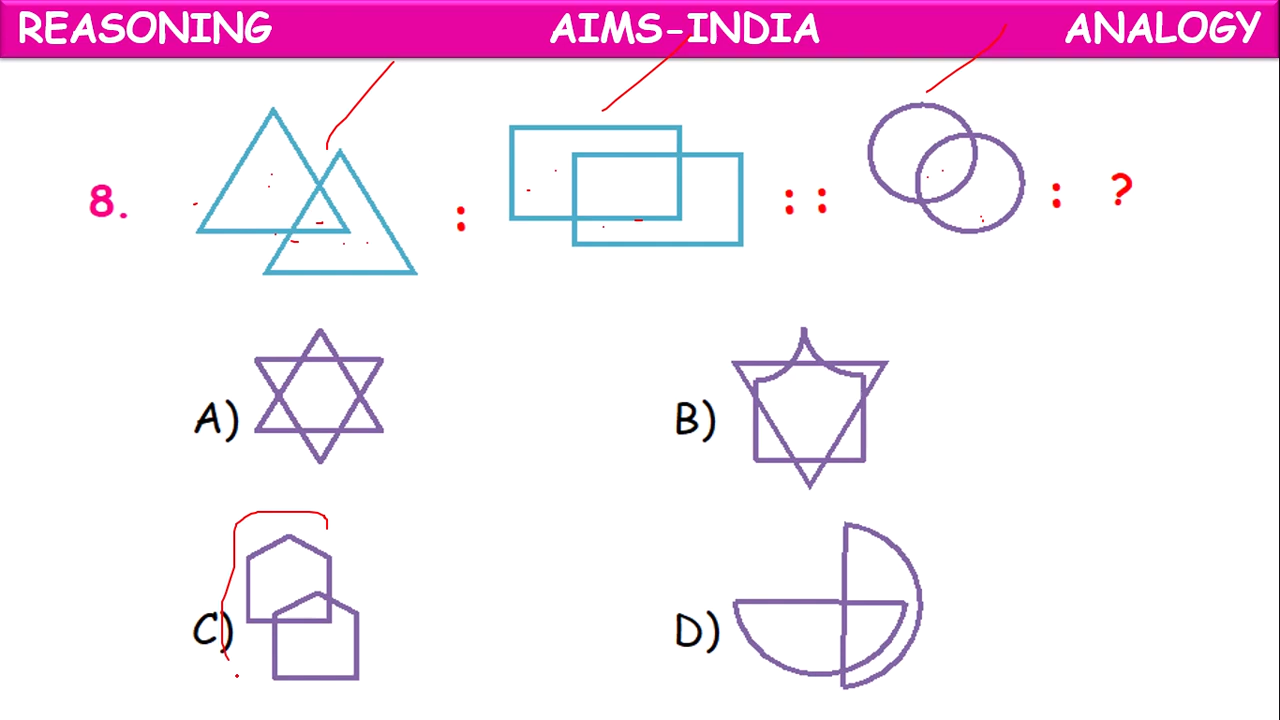 REASONING AIMS-INDIA ANALOGY
8. : :: : ?
A) B)
C) D)